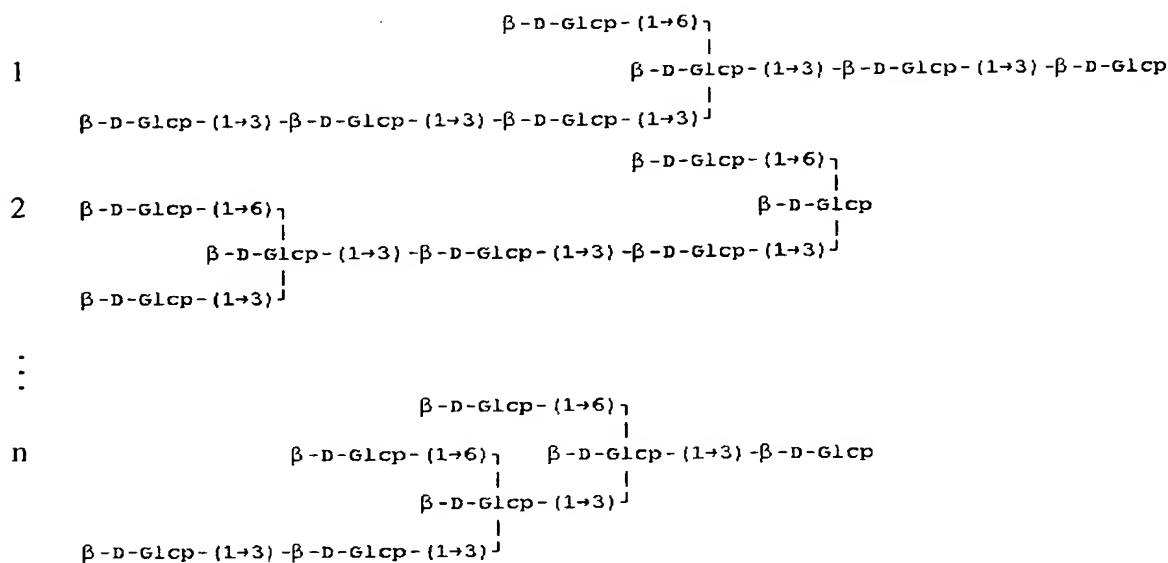 β-D-Glcp-(1→6)
1
β-D-Glcp-(1→3)-β-D-Glcp-(1→3)-β-D-Glcp
β-D-Glcp-(1→3)-β-D-Glcp-(1→3)-β-D-Glcp-(1→3)
β-D-Glcp-(1→6)
2 β-D-Glcp-(1→6) β-D-Glcp
β-D-Glcp-(1→3)-β-D-Glcp-(1→3)-β-D-Glcp-(1→3)
β-D-Glcp-(1→3)
⋮
β-D-Glcp-(1→6)
n β-D-Glcp-(1→6) β-D-Glcp-(1→3)-β-D-Glcp
β-D-Glcp-(1→3)
β-D-Glcp-(1→3)-β-D-Glcp-(1→3)